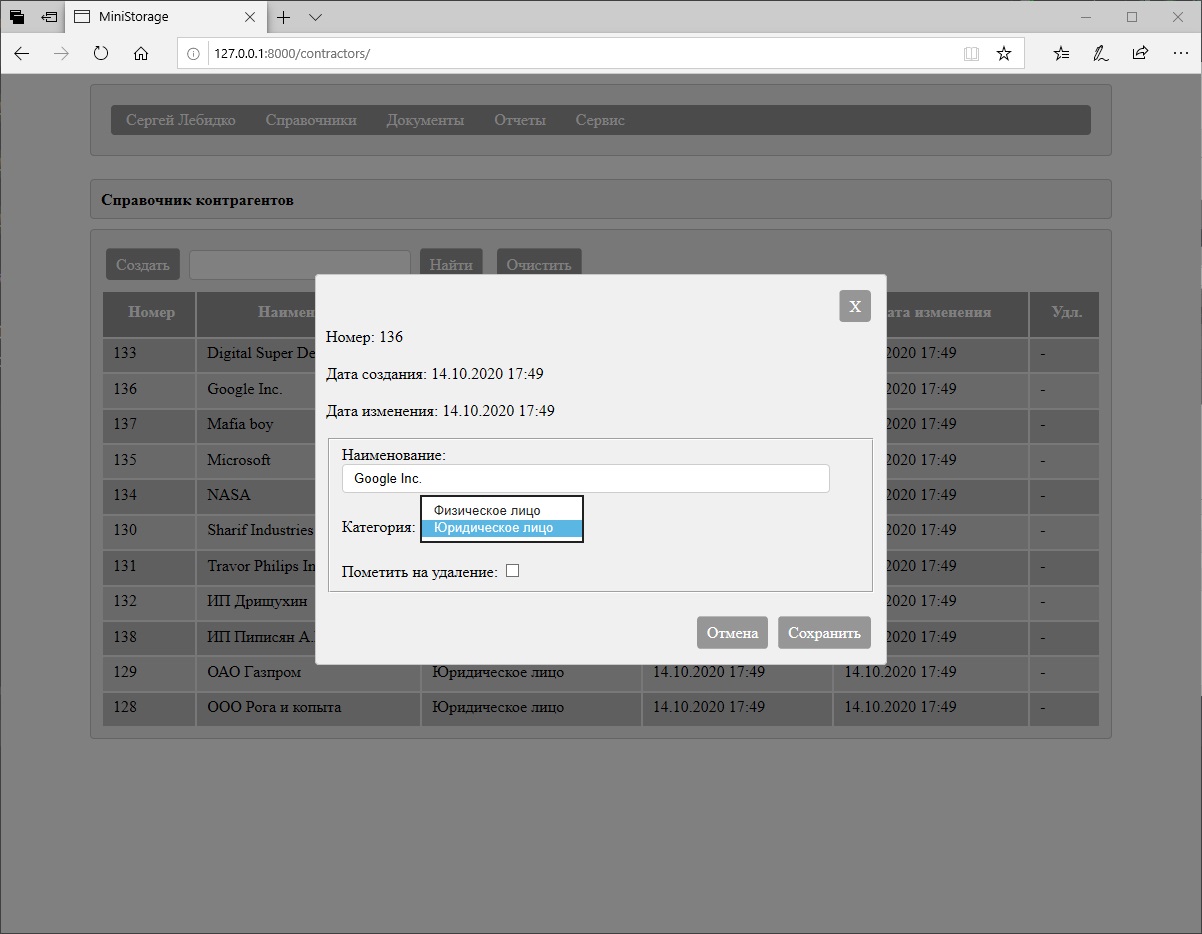 MiniStorage
127.0.0.1:8000/contractors/
Сергей Лебидко Справочники Документы Отчеты Сервис
Справочник контрагентов
Создать Найти Очистить
Номер Наимен ата изменения Удл.
X
Номер: 136
Дата создания: 14.10.2020 17:49
Дата изменения: 14.10.2020 17:49
Наименование:
Google Inc.
Категория: Физическое лицо
Юридическое лицо
Пометить на удаление:
Отмена Сохранить
133 Digital Super De 2020 17:49 -
136 Google Inc. 2020 17:49 -
137 Mafia boy 2020 17:49 -
135 Microsoft 2020 17:49 -
134 NASA 2020 17:49 -
130 Sharif Industries 2020 17:49 -
131 Travor Philips In 2020 17:49 -
132 ИП Дрищухин 2020 17:49 -
138 ИП Пиписян А. 2020 17:49 -
129 ОАО Газпром Юридическое лицо 14.10.2020 17:49 14.10.2020 17:49 -
128 ООО Рога и копыта Юридическое лицо 14.10.2020 17:49 14.10.2020 17:49 -